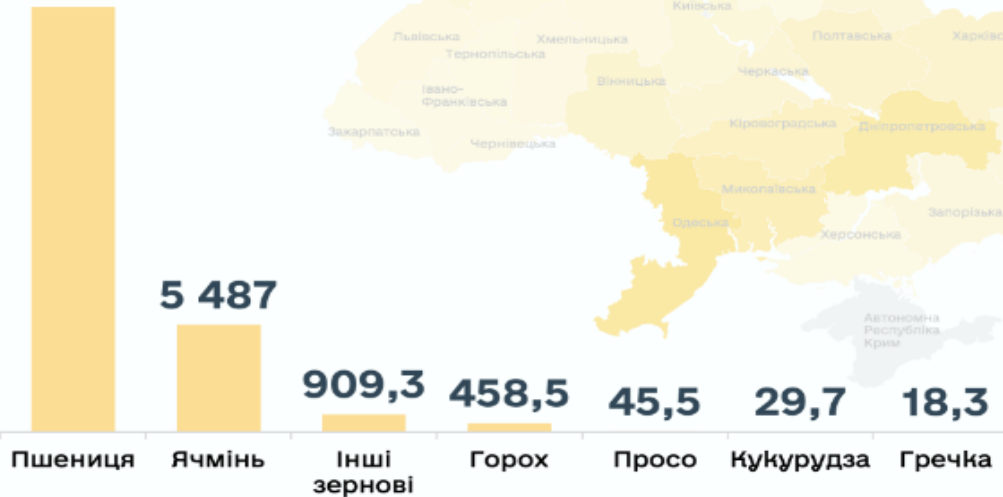 Київська
Львівська
Хмельницька
Полтавська
Тернопільська
Черкаська
Вінницька
Івано-
Франківська
Кіровоградська
Дніпропетровська
Закарпатська
Чернівецька
Миколаївська
Запорізька
Одеська
Херсонська
Автономна
Республіка
Крим
5 487
909,3
458,5
45,5
29,7
18,3
Пшениця
Ячмінь
Інші
зернові
Горох
Просо
Кукурудза
Гречка